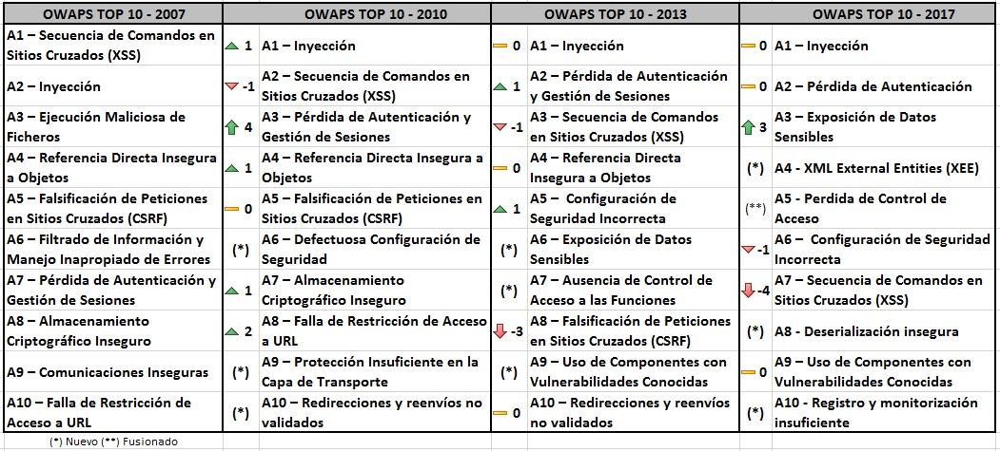 OWAPS TOP 10 - 2007 OWAPS TOP 10 - 2010 OWAPS TOP 10 - 2013 OWAPS TOP 10 - 2017
A1 – Secuencia de Comandos en
Sitios Cruzados (XSS)
1 A1 – Inyección
0 A1 – Inyección
0 A1 – Inyección
A2 – Inyección
-1 A2 – Secuencia de Comandos en
Sitios Cruzados (XSS)
1 A2 – Pérdida de Autenticación
y Gestión de Sesiones
0 A2 – Pérdida de Autenticación
A3 – Ejecución Maliciosa de
Ficheros
4 A3 – Pérdida de Autenticación y
Gestión de Sesiones
-1 A3 – Secuencia de Comandos
en Sitios Cruzados (XSS)
3 A3 – Exposición de Datos
Sensibles
A4 – Referencia Directa Insegura
a Objetos
1 A4 – Referencia Directa Insegura a
Objetos
0 A4 – Referencia Directa
Insegura a Objetos
(*) A4 - XML External Entities (XEE)
A5 – Falsificación de Peticiones
en Sitios Cruzados (CSRF)
0 A5 – Falsificación de Peticiones en
Sitios Cruzados (CSRF)
1 A5 – Configuración de
Seguridad Incorrecta
(**) A5 - Perdida de Control de
Acceso
A6 – Filtrado de Información y
Manejo Inapropiado de Errores
(*) A6 – Defectuosa Configuración de
Seguridad
(*) A6 – Exposición de Datos
Sensibles
-1 A6 – Configuración de Seguridad
Incorrecta
A7 – Pérdida de Autenticación y
Gestión de Sesiones
1 A7 – Almacenamiento
Criptográfico Inseguro
(*) A7 – Ausencia de Control de
Acceso a las Funciones
-4 A7 – Secuencia de Comandos en
Sitios Cruzados (XSS)
A8 – Almacenamiento
Criptográfico Inseguro
2 A8 – Falla de Restricción de Acceso
a URL
-3 A8 – Falsificación de Peticiones
en Sitios Cruzados (CSRF)
(*) A8 - Deserialización insegura
A9 – Comunicaciones Inseguras
(*) A9 – Protección Insuficiente en la
Capa de Transporte
(*) A9 – Uso de Componentes con
Vulnerabilidades Conocidas
0 A9 – Uso de Componentes con
Vulnerabilidades Conocidas
A10 – Falla de Restricción de
Acceso a URL
(*) A10 – Redirecciones y reenvíos no
validados
0 A10 – Redirecciones y reenvíos
no validados
(*) A10 - Registro y monitorización
insuficiente
(*) Nuevo (**) Fusionado